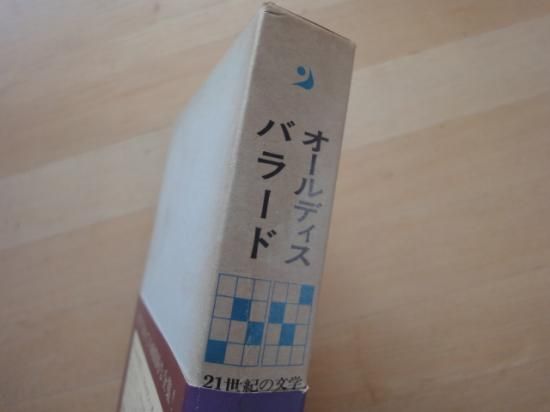 オールディス
バラード
21世紀の文学